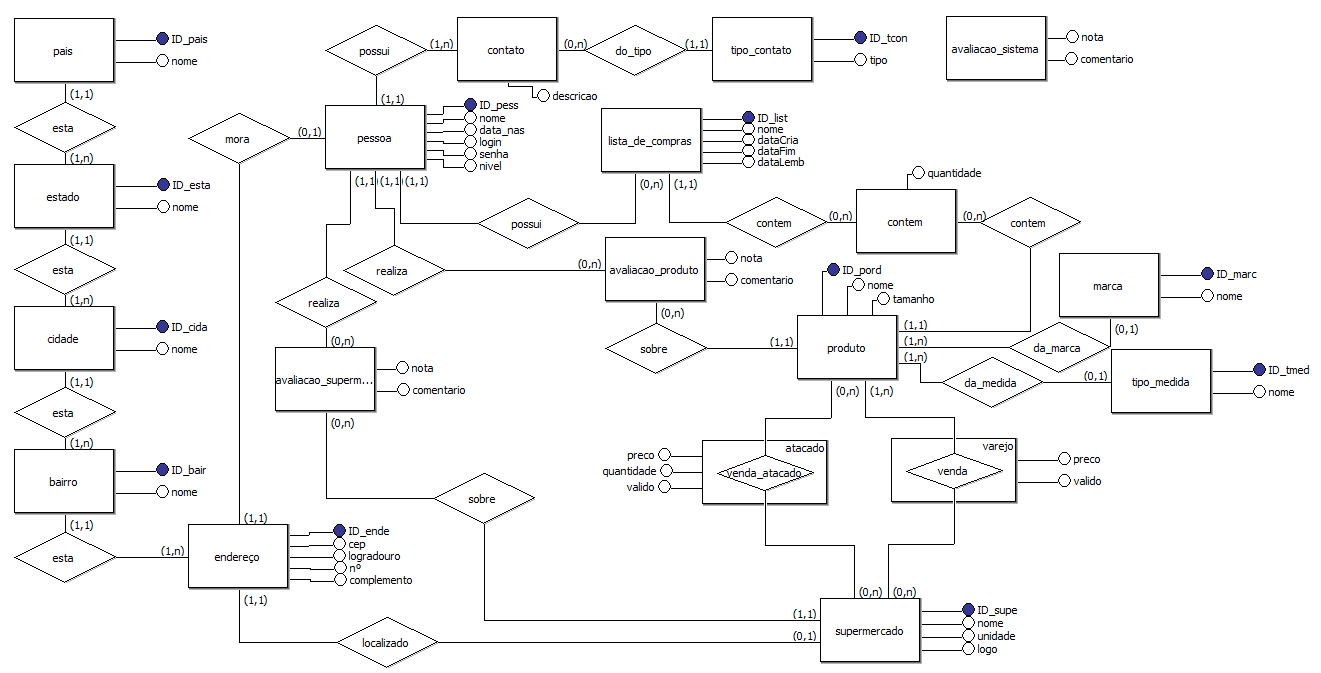 pais
ID_pais
nome
(1,1)
esta
(1,n)
estado
ID_esta
nome
(1,1)
esta
(1,n)
cidade
ID_cida
nome
(1,1)
esta
(1,n)
bairro
ID_bair
nome
(1,1)
esta
(1,n)
endereço
ID_ende
cep
logradouro
nº
complemento
(1,1)
(1,1)
mora
(0,1)
possui
(1,n)
(1,1)
contato
descricao
(0,n)
do_tipo
(1,1)
tipo_contato
ID_tcon
tipo
avaliacao_sistema
nota
comentario
pessoa
ID_pess
nome
data_nas
login
senha
nivel
(1,1)
(1,1)
(1,1)
lista_de_compras
ID_list
nome
dataCria
dataFim
dataLemb
(0,n)
(1,1)
possui
contem
(0,n)
contem
quantidade
(0,n)
contem
realiza
(0,n)
avaliacao_produto
nota
comentario
(0,n)
sobre
(1,1)
realiza
(0,n)
avaliacao_superm...
nota
comentario
(0,n)
sobre
(1,1)
produto
ID_pord
nome
tamanho
(1,1)
(1,n)
(1,n)
(0,n)
(1,n)
marca
ID_marc
nome
(0,1)
da_marca
da_medida
(0,1)
tipo_medida
ID_tmed
nome
atacado
venda_atacado
preco
quantidade
valido
varejo
venda
preco
valido
(0,n)
(0,n)
supermercado
ID_supe
nome
unidade
logo
(0,1)
localizado